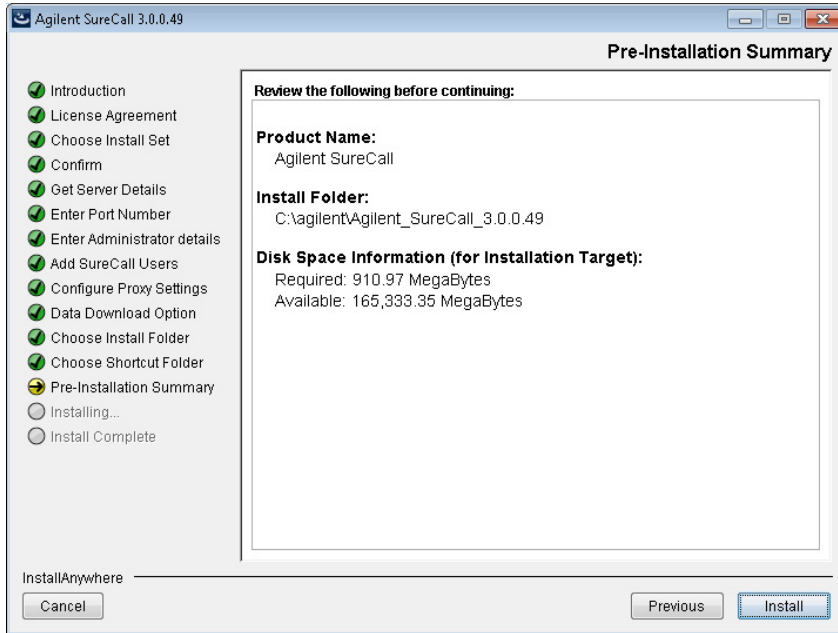 Agilent SureCall 3.0.0.49
Pre-Installation Summary
Introduction
License Agreement
Choose Install Set
Confirm
Get Server Details
Enter Port Number
Enter Administrator details
Add SureCall Users
Configure Proxy Settings
Data Download Option
Choose Install Folder
Choose Shortcut Folder
Pre-Installation Summary
Installing...
Install Complete
Review the following before continuing:
Product Name:
Agilent SureCall
Install Folder:
C:\agilent\Agilent_SureCall_3.0.0.49
Disk Space Information (for Installation Target):
Required: 910.97 MegaBytes
Available: 165,333.35 MegaBytes
InstallAnywhere
Cancel
Previous
Install